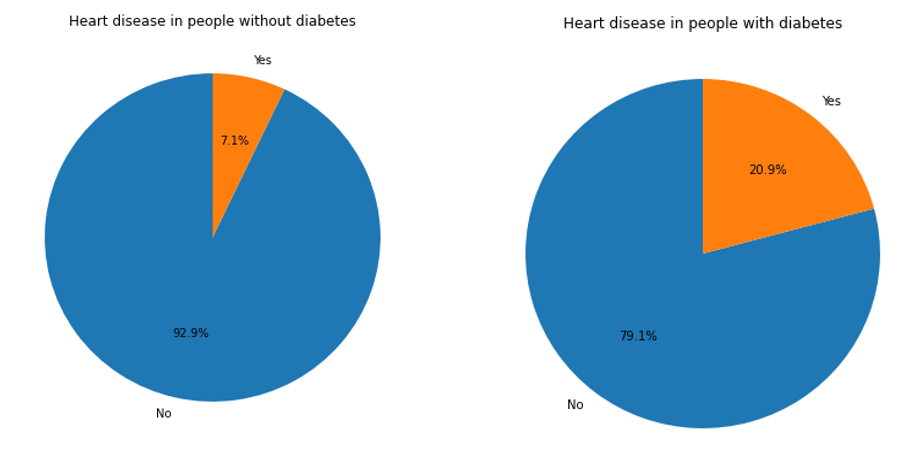 Heart disease in people without diabetes
Yes
7.1%
92.9%
No
Heart disease in people with diabetes
Yes
20.9%
79.1%
No